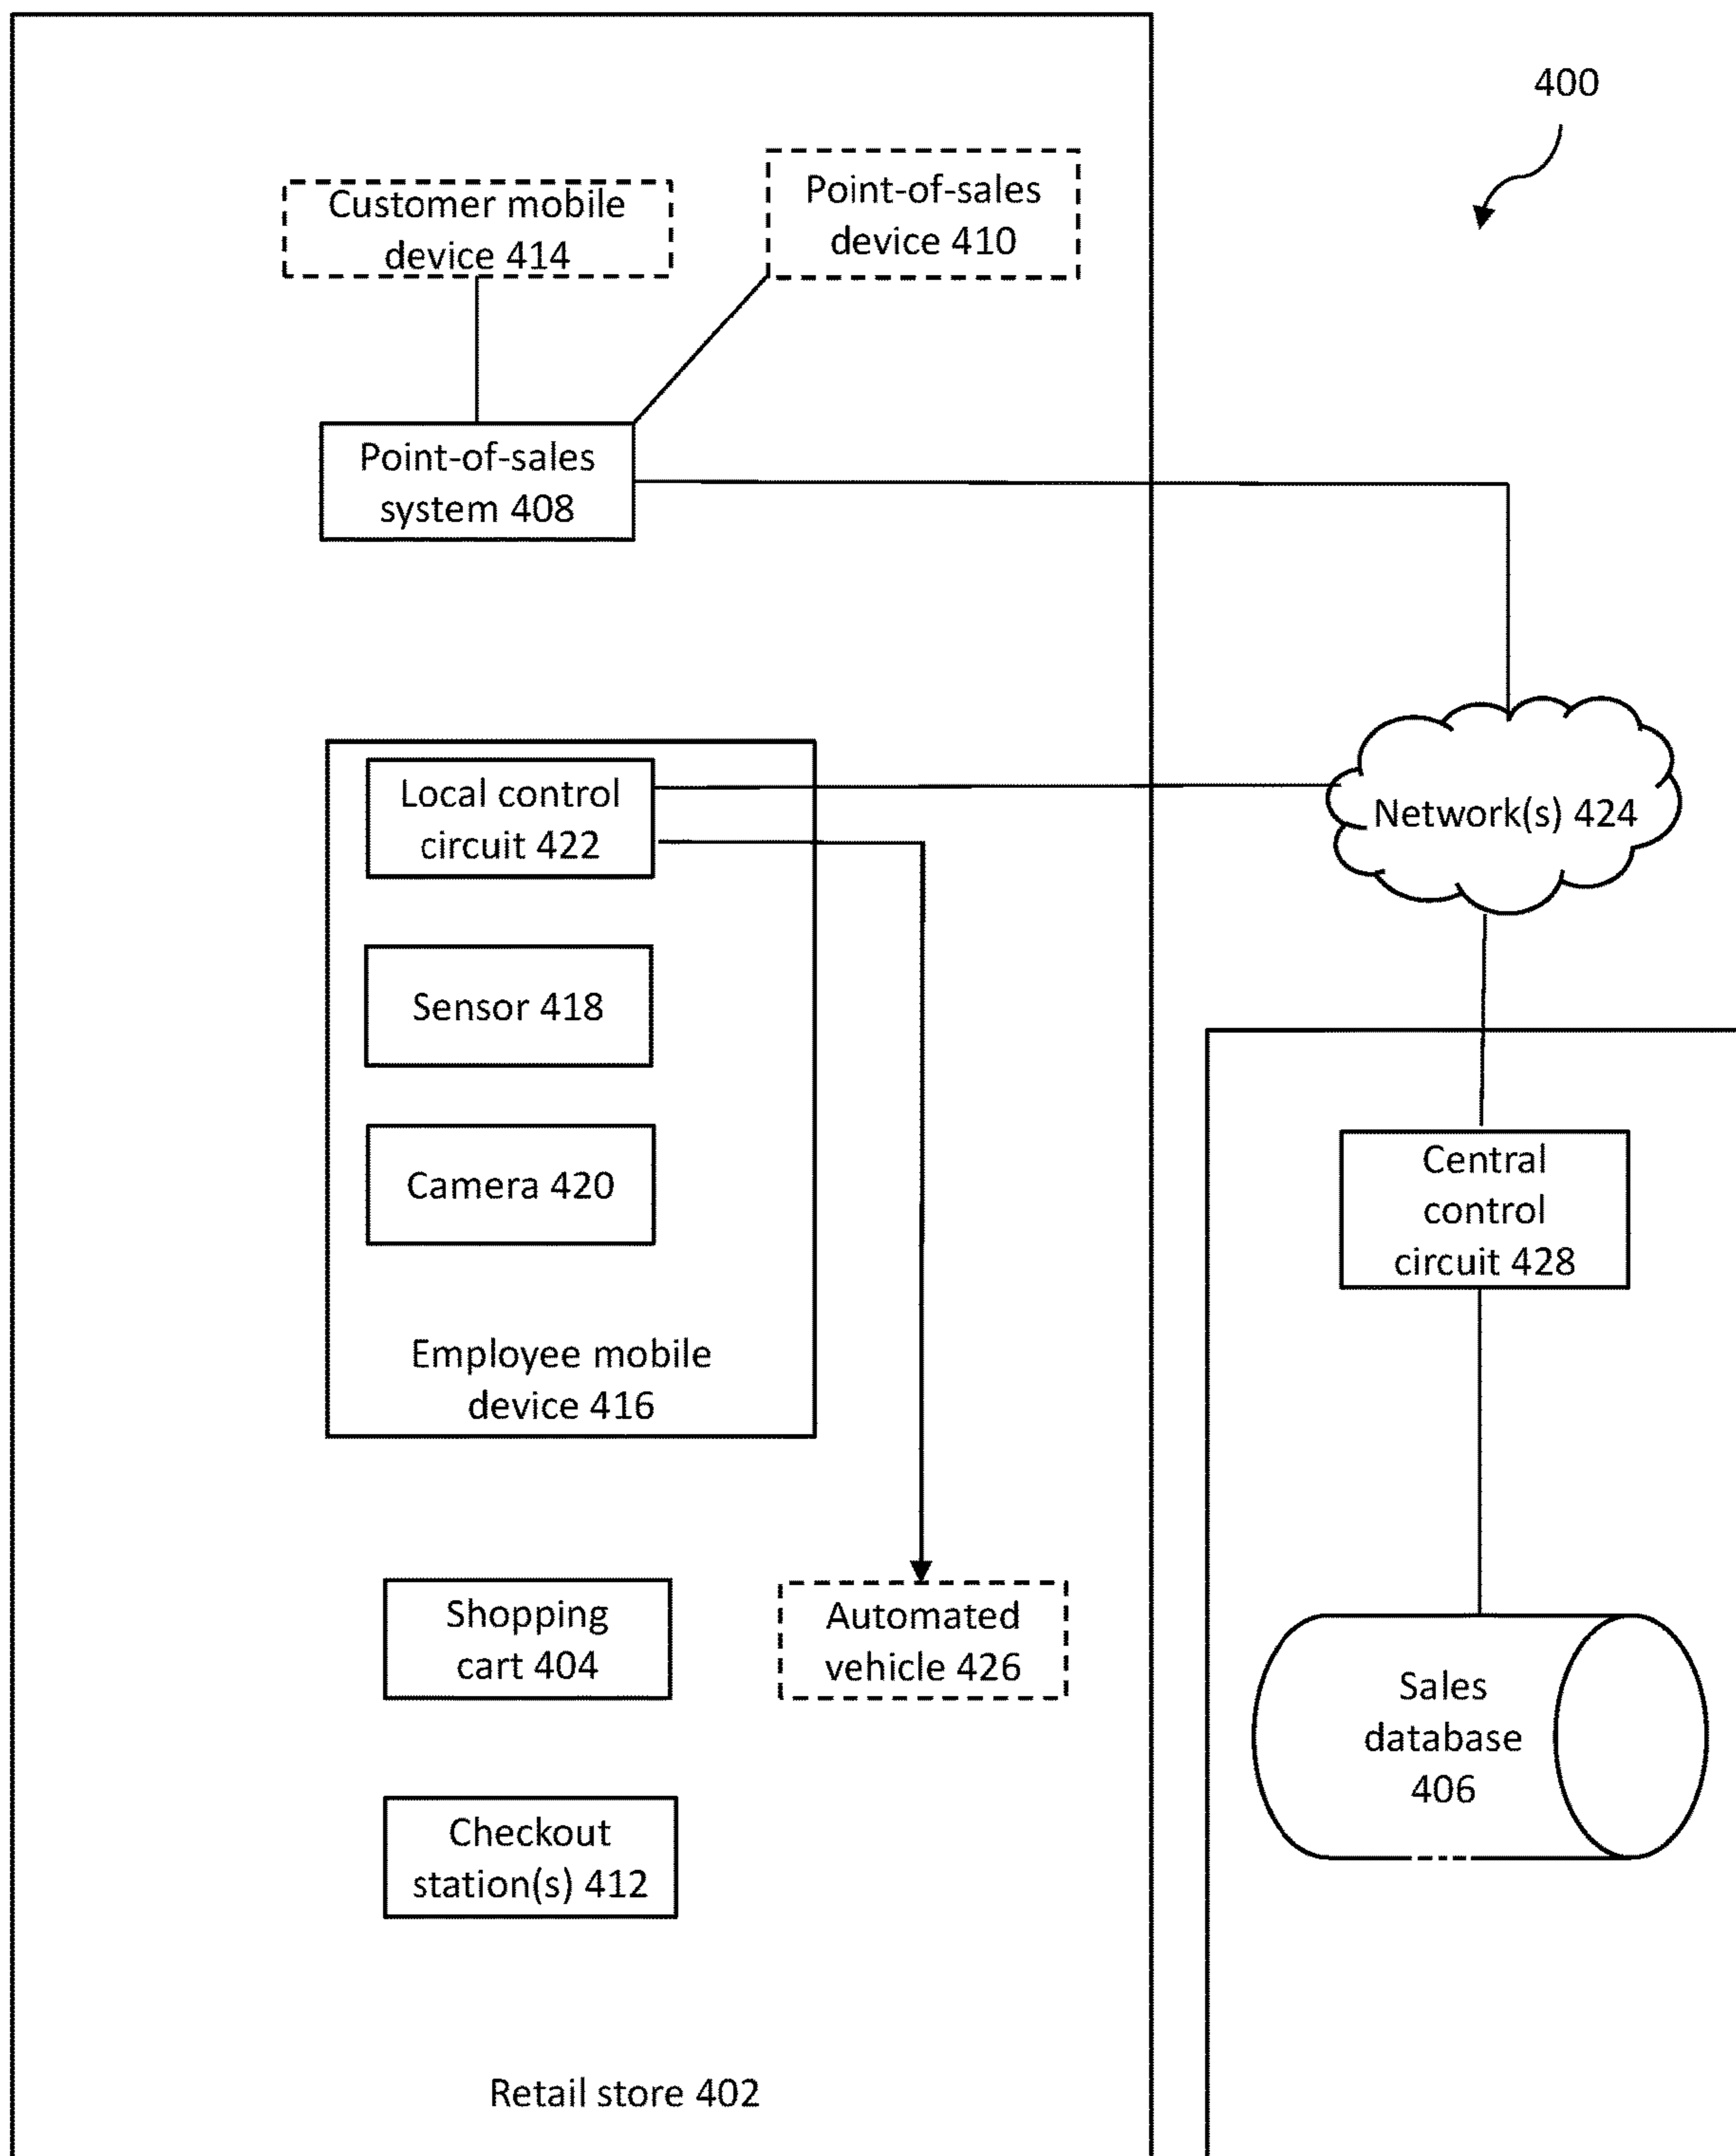 400
Customer mobile
device 414
Point-of-sales
device 410
Point-of-sales
system 408
Local control
circuit 422
Network(s) 424
Sensor 418
Camera 420
Central
control
circuit 428
Employee mobile
device 416
Shopping
cart 404
Automated
vehicle 426
Sales
database
406
Checkout
station(s) 412
Retail store 402